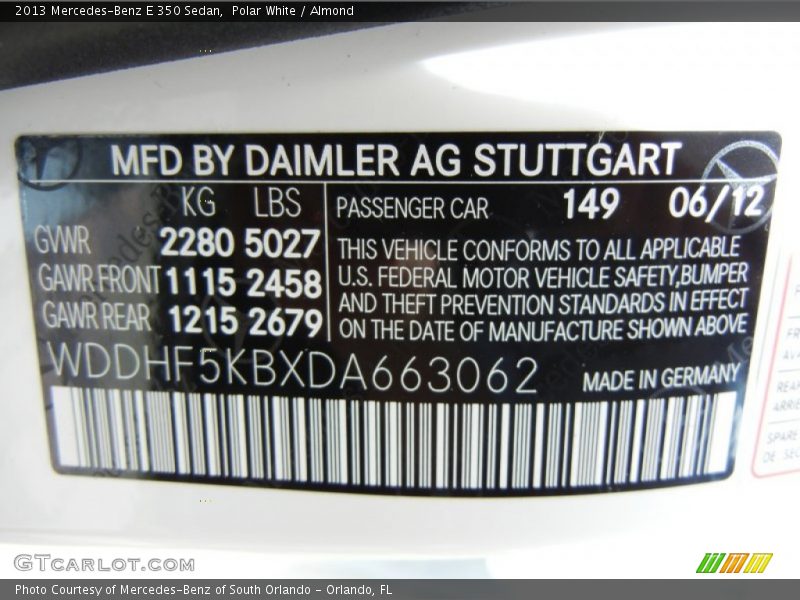 2013 Mercedes-Benz E 350 Sedan, Polar White / Almond
MFD BY DAIMLER AG STUTTGART
KG LBS
GVWR 2280 5027
GAWR FRONT 1115 2458
GAWR REAR 1215 2679
PASSENGER CAR 149 06/12
THIS VEHICLE CONFORMS TO ALL APPLICABLE
U.S. FEDERAL MOTOR VEHICLE SAFETY,BUMPER
AND THEFT PREVENTION STANDARDS IN EFFECT
ON THE DATE OF MANUFACTURE SHOWN ABOVE
WDDHF5KBXDA663062
MADE IN GERMANY
REAR
SPARE
GTCARLOT.COM
Photo Courtesy of Mercedes-Benz of South Orlando - Orlando, FL